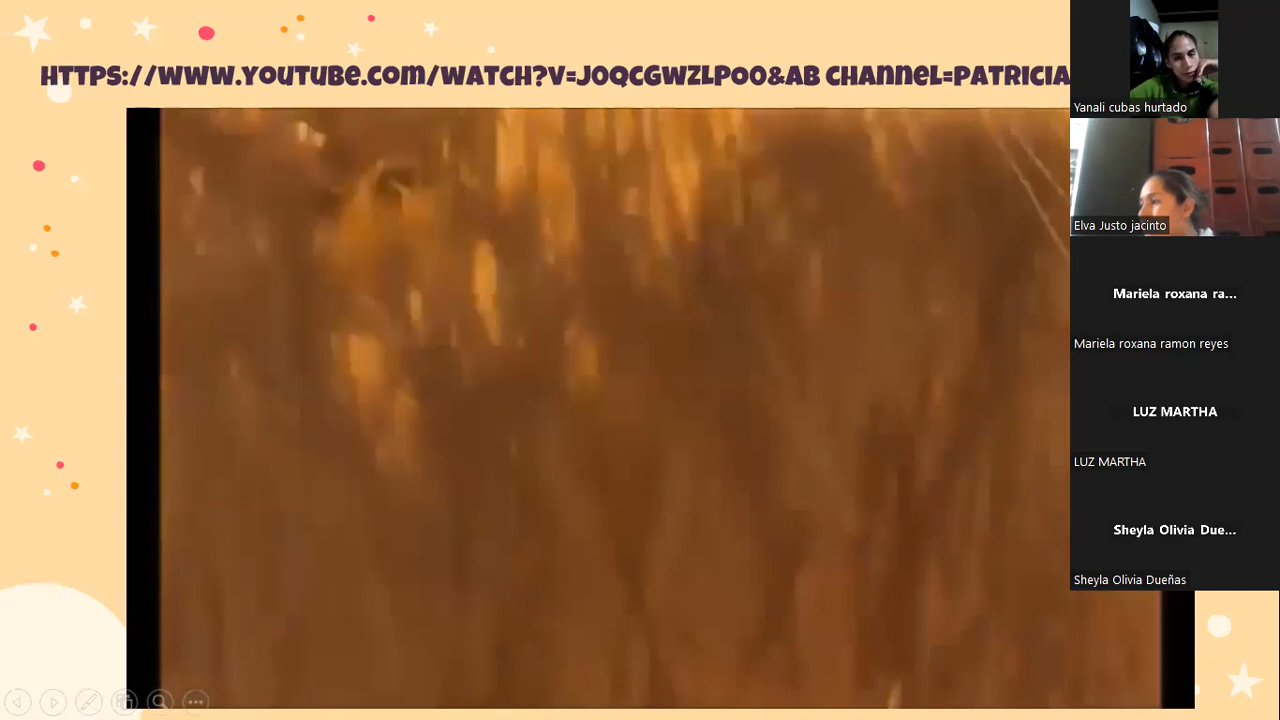 HTTPS://WWW.YOUTUBE.COM/WATCH?V=J0QCGWZLPO0&AB CHANNEL=PATRICIA
Yanali cubas hurtado
Elva Justo jacinto
Mariela roxana ra...
Mariela roxana ramon reyes
LUZ MARTHA
LUZ MARTHA
Sheyla Olivia Due...
Sheyla Olivia Dueñas